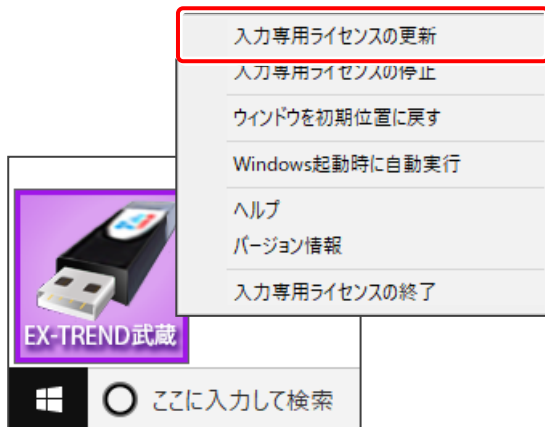 入力専用ライセンスの更新
入力専用ライセンスの停止
ウィンドウを初期位置に戻す
Windows起動時に自動実行
ヘルプ
バージョン情報
入力専用ライセンスの終了
EX-TREND武蔵
ここに入力して検索